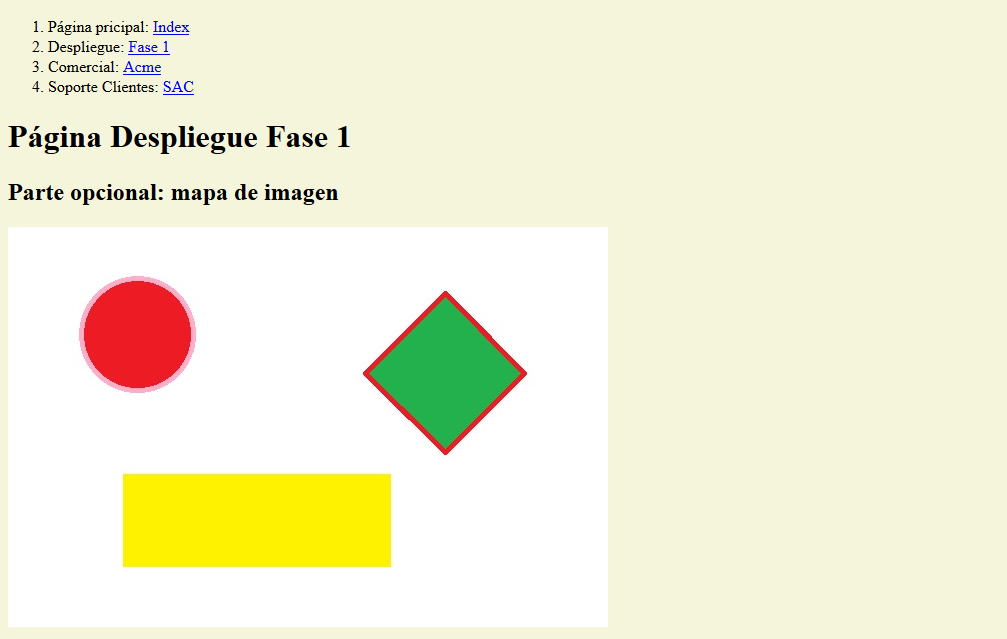 1. Página pricipal: Index
2. Despliegue: Fase 1
3. Comercial: Acme
4. Soporte Clientes: SAC
Página Despliegue Fase 1
Parte opcional: mapa de imagen